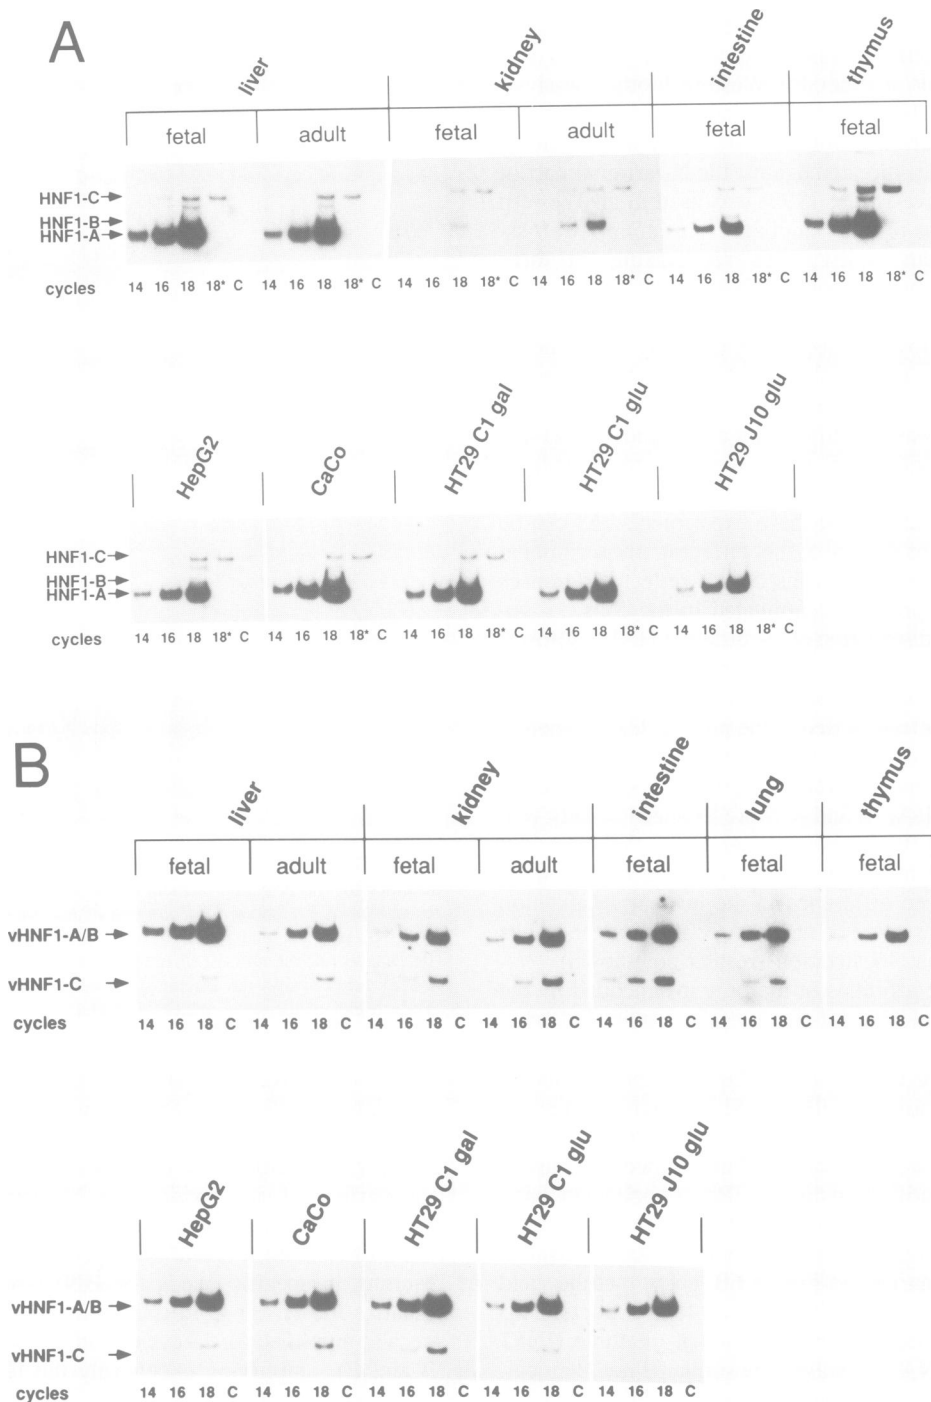 A
liver kidney intestine thymus
fetal adult fetal adult fetal fetal
HNF1-C
HNF1-B
HNF1-A
cycles 14 16 18 18* C 14 16 18 18* C 14 16 18 18* C 14 16 18 18* C 14 16 18 18* C 14 16 18 18* C
HepG2 CaCo HT29 C1 gal HT29 C1 glu HT29 J10 glu
HNF1-C
HNF1-B
HNF1-A
cycles 14 16 18 18* C 14 16 18 18* C 14 16 18 18* C 14 16 18 18* C 14 16 18 18* C
B
liver kidney intestine lung thymus
fetal adult fetal adult fetal fetal fetal
vHNF1-A/B
vHNF1-C
cycles 14 16 18 C 14 16 18 C 14 16 18 C 14 16 18 C 14 16 18 C 14 16 18 C 14 16 18 C
HepG2 CaCo HT29 C1 gal HT29 C1 glu HT29 J10 glu
vHNF1-A/B
vHNF1-C
cycles 14 16 18 C 14 16 18 C 14 16 18 C 14 16 18 C 14 16 18 C